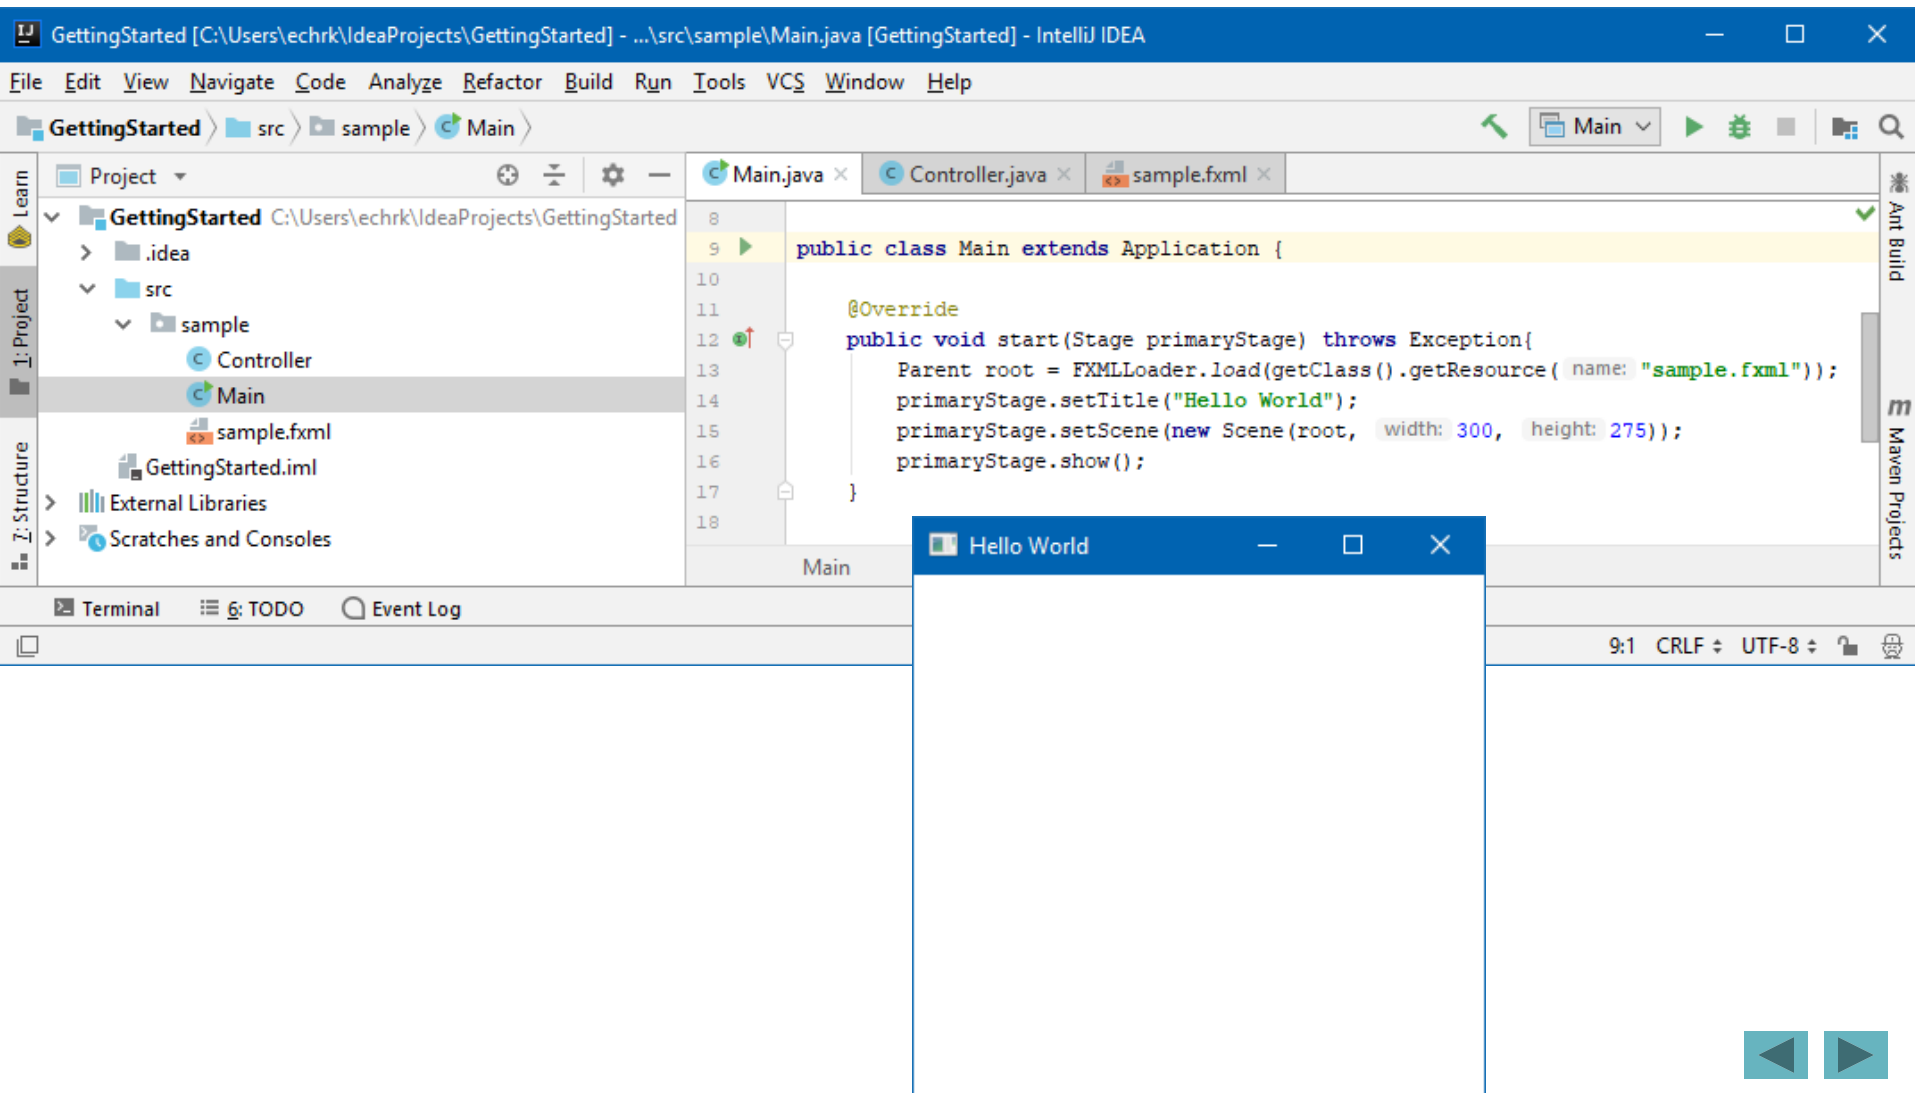 GettingStarted [C:\Users\echrk\IdeaProjects\GettingStarted] - ...\src\sample\Main.java [GettingStarted] - IntelliJ IDEA
File Edit View Navigate Code Analyze Refactor Build Run Tools VCS Window Help
GettingStarted src sample Main
Main
Learn
1: Project
7: Structure
Project
GettingStarted C:\Users\echrk\IdeaProjects\GettingStarted
.idea
src
sample
Controller
Main
sample.fxml
GettingStarted.iml
External Libraries
Scratches and Consoles
Main.java Controller.java sample.fxml
8
9 public class Main extends Application {
10
11 @Override
12 public void start(Stage primaryStage) throws Exception{
13 Parent root = FXMLLoader.load(getClass().getResource( name: "sample.fxml"));
14 primaryStage.setTitle("Hello World");
15 primaryStage.setScene(new Scene(root, width: 300, height: 275));
16 primaryStage.show();
17 }
18
Main
Ant Build
Maven Projects
Hello World
Terminal 6: TODO Event Log
9:1 CRLF UTF-8